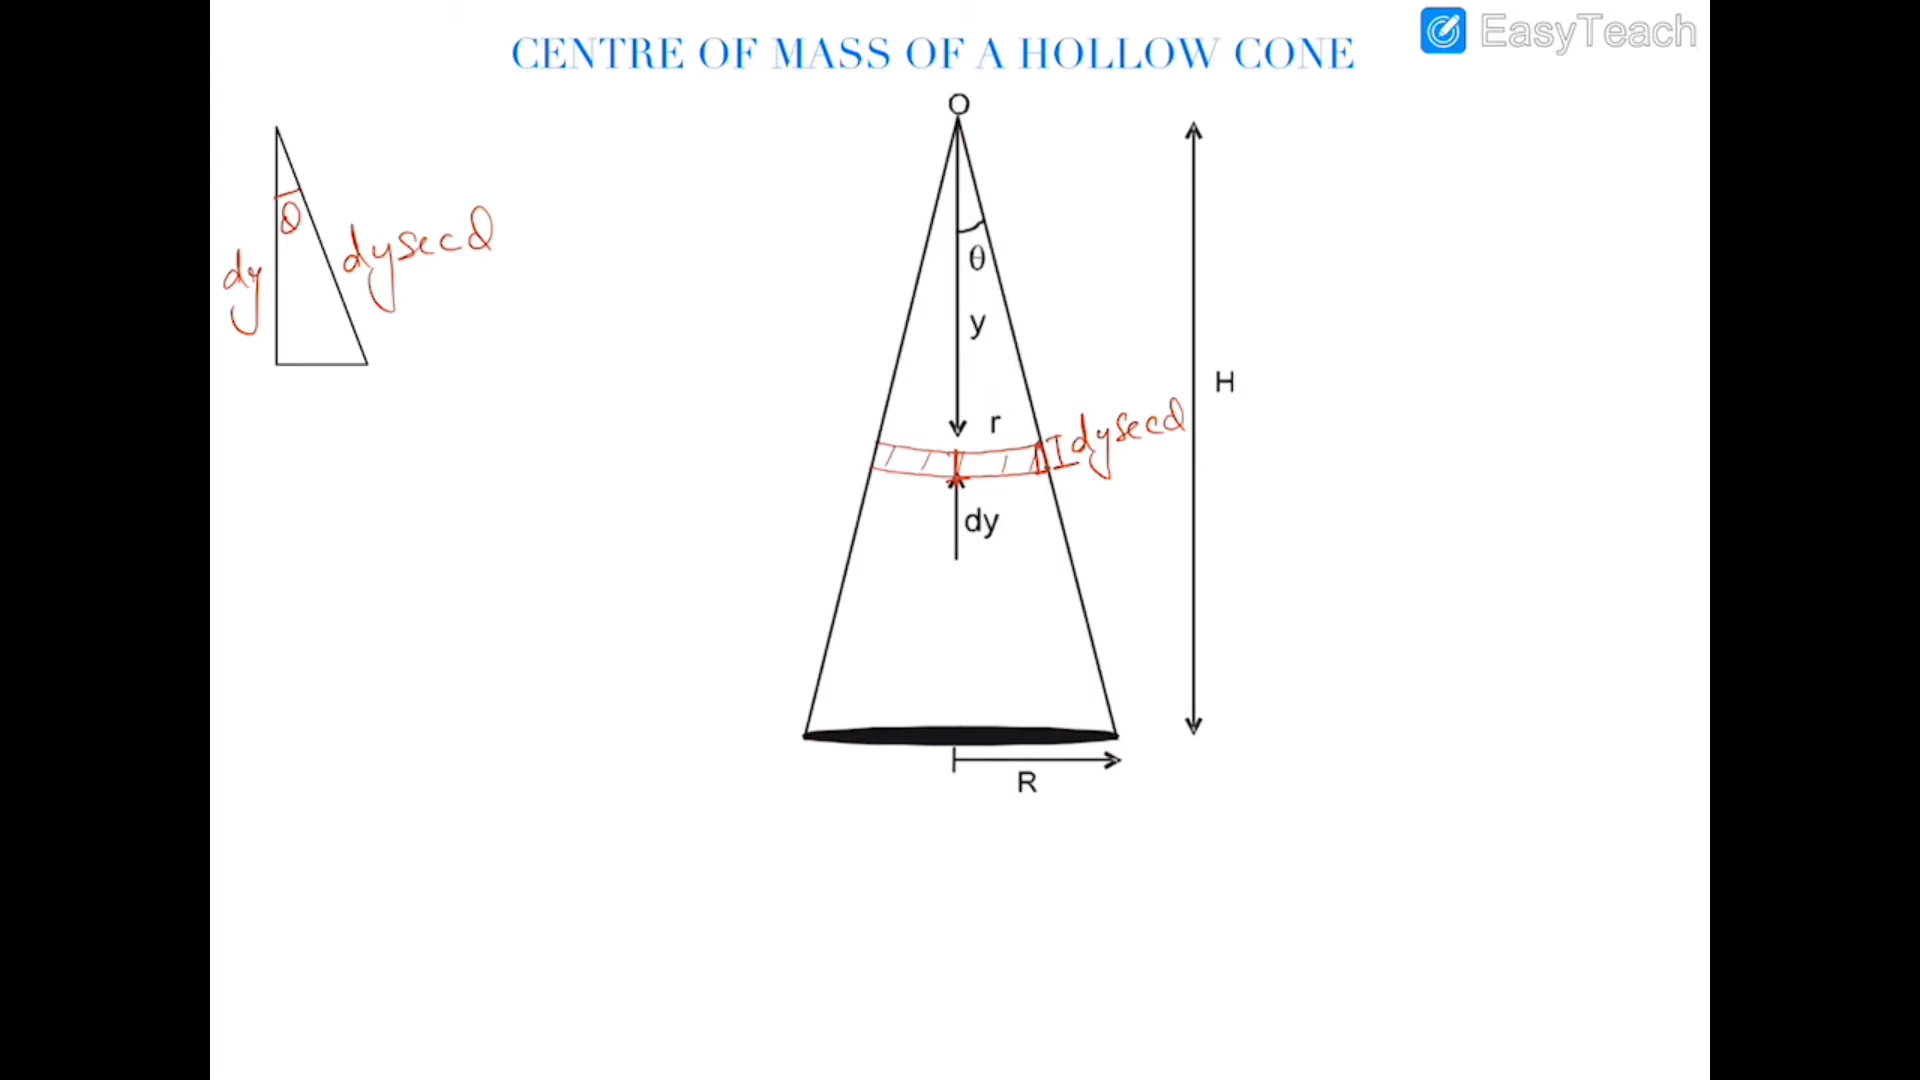 EasyTeach
CENTRE OF MASS OF A HOLLOW CONE
O
θ
dy
dysecθ
θ
y
H
r
dysecθ
dy
R